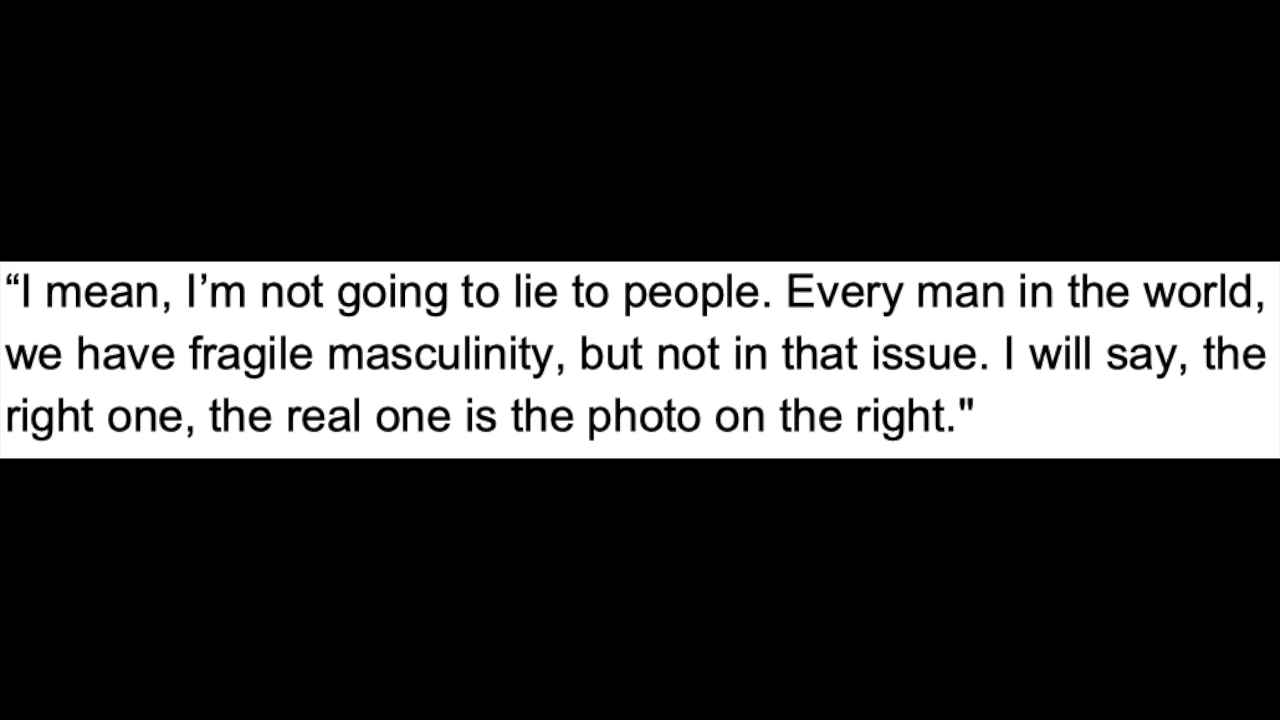 “I mean, I’m not going to lie to people. Every man in the world,
we have fragile masculinity, but not in that issue. I will say, the
right one, the real one is the photo on the right."